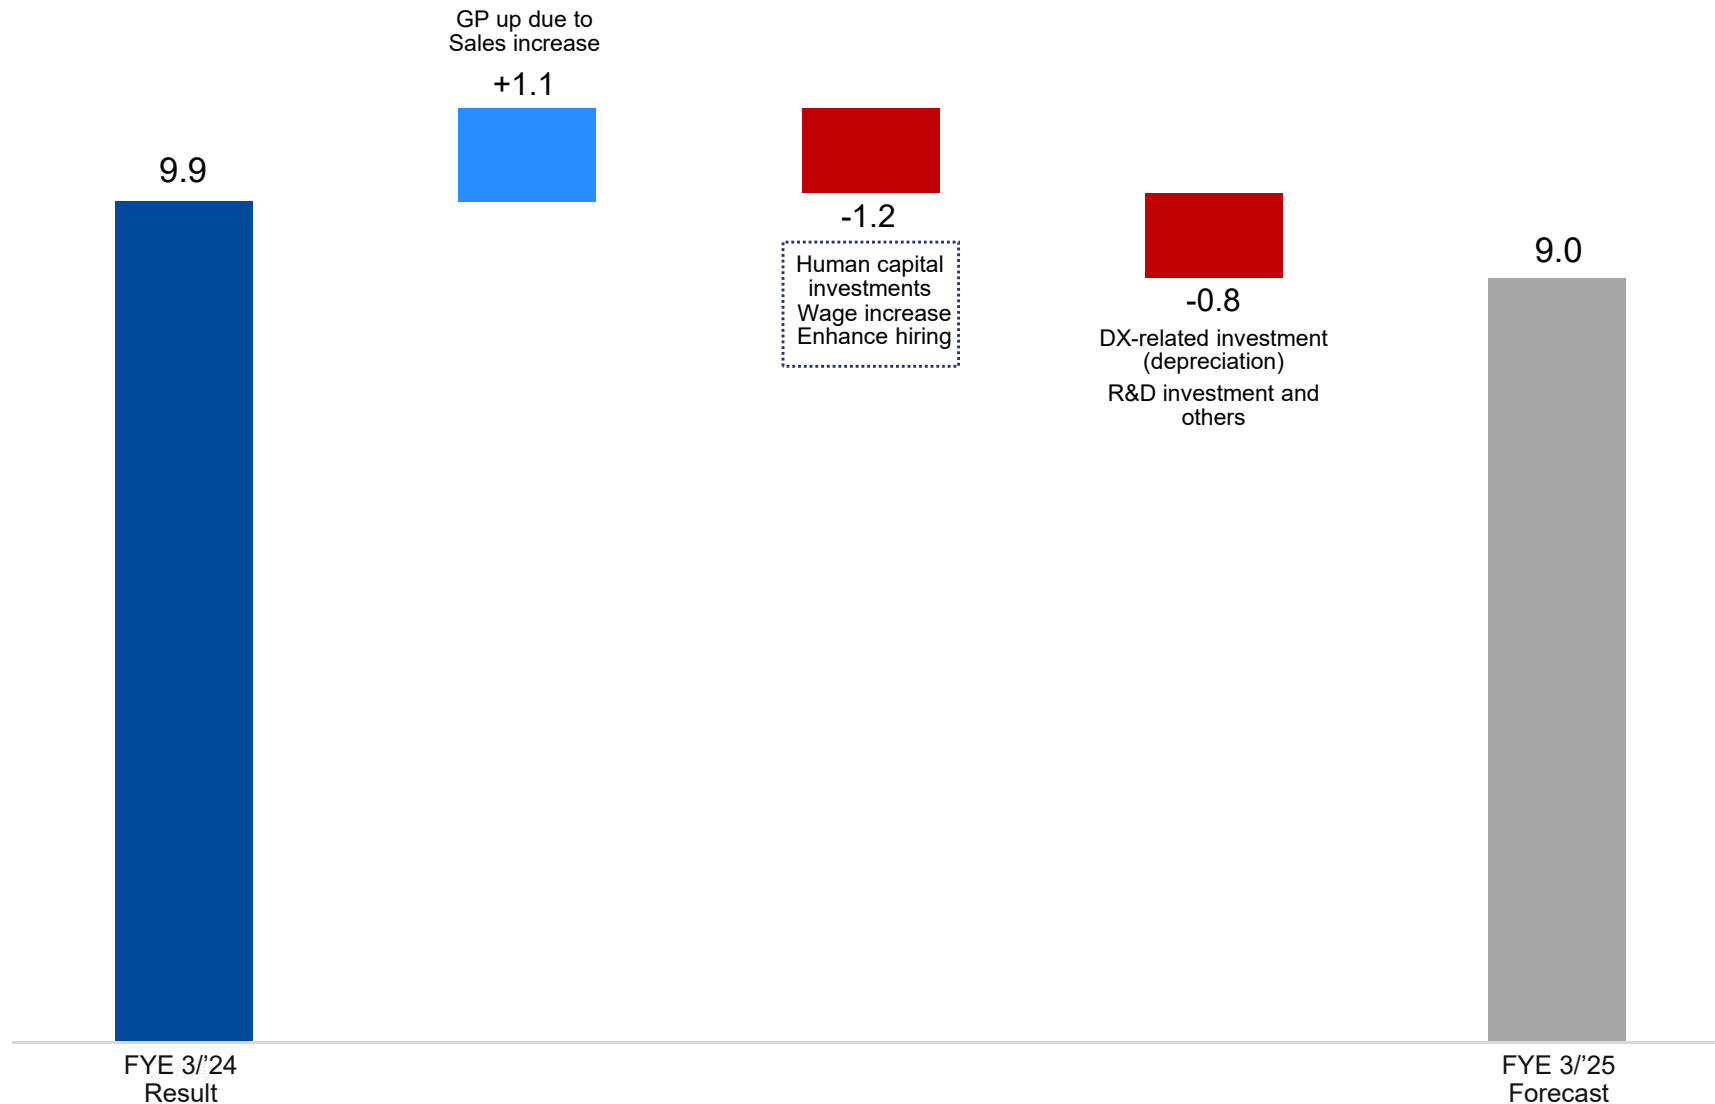 GP up due to
Sales increase
+1.1
9.9
-1.2
Human capital
investments
Wage increase
Enhance hiring
-0.8
DX-related investment
(depreciation)
R&D investment and
others
9.0
FYE 3/’24
Result
FYE 3/’25
Forecast